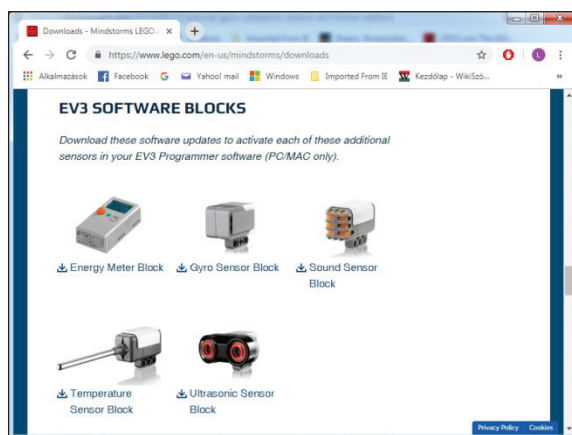 Downloads - Mindstorms LEGO.c
https://www.lego.com/en-us/mindstorms/downloads
L
Alkalmazások Facebook Yahoo! mail Windows Imported From IE Kezdőlap - WikiSzó... »
EV3 SOFTWARE BLOCKS
Download these software updates to activate each of these additional
sensors in your EV3 Programmer software (PC/MAC only).
Energy Meter Block Gyro Sensor Block Sound Sensor
Block
Temperature Ultrasonic Sensor
Sensor Block Block
Privacy Policy Cookies